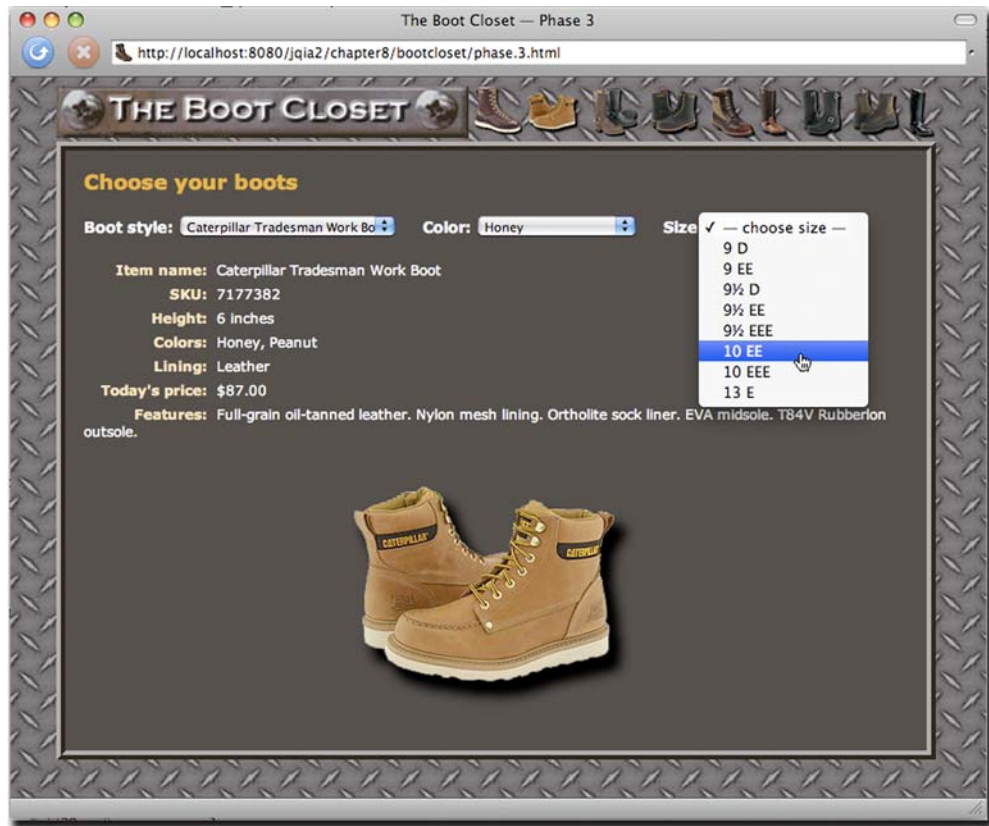 The Boot Closet — Phase 3
http://localhost:8080/jqia2/chapter8/bootcloset/phase.3.html
THE BOOT CLOSET
Choose your boots
Boot style: Caterpillar Tradesman Work Bo Color: Honey Size
✓ — choose size —
9 D
9 EE
9½ D
9½ EE
9½ EEE
10 EE
10 EEE
13 E
Item name: Caterpillar Tradesman Work Boot
SKU: 7177382
Height: 6 inches
Colors: Honey, Peanut
Lining: Leather
Today's price: $87.00
Features: Full-grain oil-tanned leather. Nylon mesh lining. Ortholite sock liner. EVA midsole. T84V Rubberlon
outsole.
CATERPILLAR
CATERPILLAR